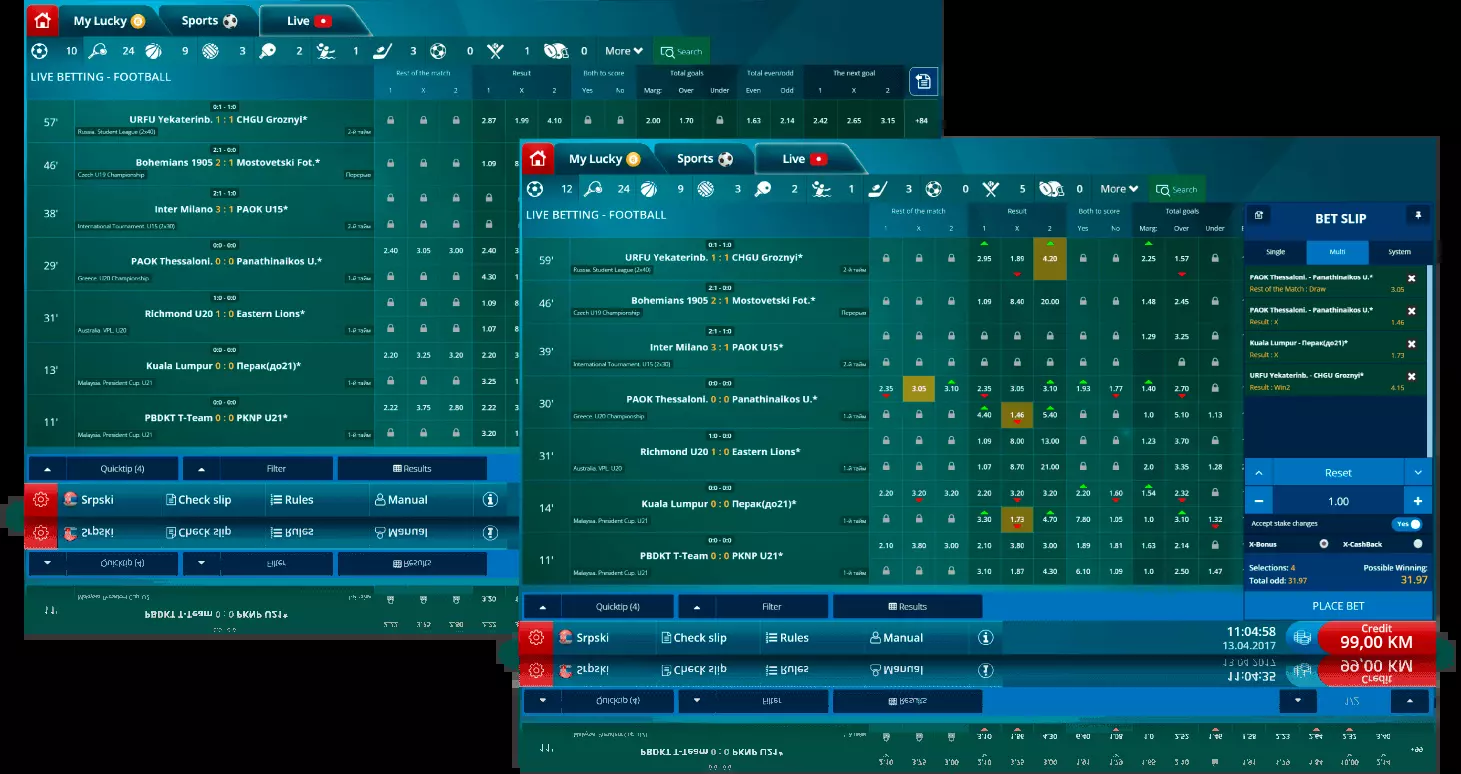 My Lucky 6 Sports Live
10 24 9 3 2 1 3 0 1 0 More Search
LIVE BETTING - FOOTBALL
Rest of the match Result Both to score Total goals Total even/odd The next goal
1 X 2 1 X 2 Yes No Marg: Over Under Even Odd 1 X 2
0:1 - 1:0
57' URFU Yekaterinb. 1 : 1 CHGU Groznyi* 2.87 1.99 4.10 2.00 1.70 1.63 2.14 2.42 2.65 3.15 +84
Russia. Student League (2x40) 2-й тайм
2:1 - 0:0
46' Bohemians 1905 2 : 1 Mostovetski Fot.* 1.09 8
Czech U19 Championship Перерыв
2:1 - 1:0
38' Inter Milano 3 : 1 PAOK U15*
International Tournament. U15 (2x30) 2-й тайм
0:0 - 0:0 2.40 3.05 3.00 2.40 3
29' PAOK Thessaloni. 0 : 0 Panathinaikos U.*
Greece. U20 Championship 1-й тайм 4.30 1
1:0 - 0:0 1.09 8
31' Richmond U20 1 : 0 Eastern Lions*
Australia. VPL. U20 1-й тайм 1.07 8
0:0 - 0:0 2.20 3.25 3.20 2.20 3
13' Kuala Lumpur 0 : 0 Перак(до21)*
Malaysia. President Cup. U21 1-й тайм 3.25 1
0:0 - 0:0 2.22 3.75 2.80 2.22 3
11' PBDKT T-Team 0 : 0 PKNP U21*
Malaysia. President Cup. U21 1-й тайм 3.20 1
Quicktip (4) Filter Results
Srpski Check slip Rules Manual
My Lucky 6 Sports Live
12 24 9 3 2 1 3 0 5 0 More Search
LIVE BETTING - FOOTBALL
Rest of the match Result Both to score Total goals
1 X 2 1 X 2 Yes No Marg: Over Under E
0:1 - 1:0
59' URFU Yekaterinb. 1 : 1 CHGU Groznyi* 2.95 1.89 4.20 2.25 1.57
Russia. Student League (2x40) 2-й тайм
2:1 - 0:0
46' Bohemians 1905 2 : 1 Mostovetski Fot.* 1.09 8.40 20.00 1.48 2.45
Czech U19 Championship Перерыв
2:1 - 1:0 1.29 3.25
39' Inter Milano 3 : 1 PAOK U15*
International Tournament. U15 (2x30) 2-й тайм
0:0 - 0:0 2.35 3.05 3.10 2.35 3.05 3.10 1.93 1.77 1.40 2.70
30' PAOK Thessaloni. 0 : 0 Panathinaikos U.*
Greece. U20 Championship 1-й тайм 4.40 1.46 5.40 1.0 5.10 1.13
1:0 - 0:0 1.09 8.00 13.00 1.23 3.70
31' Richmond U20 1 : 0 Eastern Lions*
Australia. VPL. U20 1-й тайм 1.07 8.70 21.00 2.0 3.35 1.28
0:0 - 0:0 2.20 3.20 3.20 2.20 3.20 3.20 2.20 1.60 1.54 2.32
14' Kuala Lumpur 0 : 0 Перак(до21)*
Malaysia. President Cup. U21 1-й тайм 3.30 1.73 4.70 7.80 1.05 1.0 3.10 1.32
0:0 - 0:0 2.10 3.80 3.00 2.10 3.80 3.00 1.89 1.81 1.63 2.14
11' PBDKT T-Team 0 : 0 PKNP U21*
Malaysia. President Cup. U21 1-й тайм 3.10 1.87 4.30 6.10 1.09 1.0 2.50 1.47
BET SLIP
Single Multi System
PAOK Thessaloni. - Panathinaikos U.*
Rest of the Match : Draw 3.05
PAOK Thessaloni. - Panathinaikos U.*
Result : X 1.46
Kuala Lumpur - Перак(до21)*
Result : X 1.73
URFU Yekaterinb. - CHGU Groznyi*
Result : Win2 4.15
Reset
1.00
Accept stake changes Yes
X-Bonus X-CashBack
Selections: 4 Possible Winning:
Total odd: 31.97 31.97
PLACE BET
Quicktip (4) Filter Results
Srpski Check slip Rules Manual
11:04:58
13.04.2017
Credit
99,00 KM